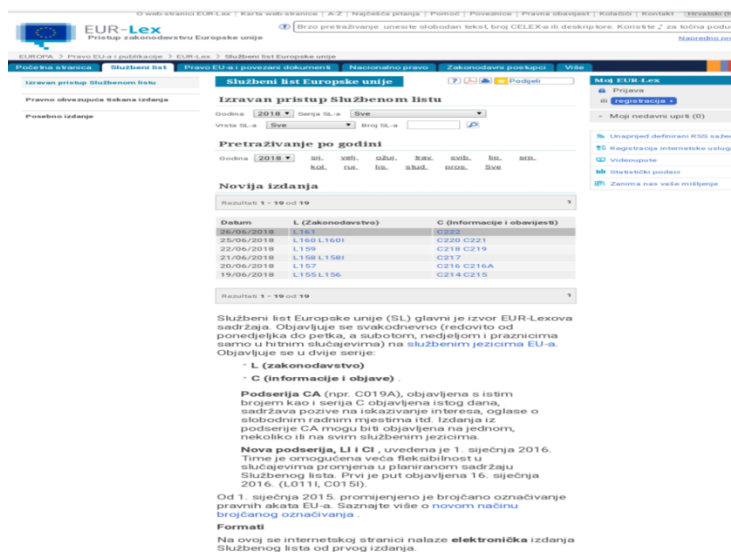 O web-stranici EUR-Lex | Karta web-stranice | A-Z | Najčešća pitanja | Pomoć | Poveznice | Pravna obavijest | Kolačići | Kontakt Hrvatski
EUR-Lex
Pristup zakonodavstvu Europske unije
Brzo pretraživanje: unesite slobodan tekst, broj CELEX-a ili deskriptore. Koristite „" za točna
Napredno
EUROPA > Pravo EU-a i publikacije > EUR-Lex > Službeni list Europske unije
Početna stranica Službeni list Pravo EU-a i povezani dokumenti Nacionalno pravo Zakonodavni postupci Više
Izravan pristup Službenom listu
Pravno obvezujuća tiskana izdanja
Posebno izdanje
Službeni list Europske unije
Podijeli
Izravan pristup Službenom listu
Godina 2018 Serija SL-a Sve
Vrsta SL-a Sve Broj SL-a
Pretraživanje po godini
Godina 2018 sij. velj. ožuj. trav. svib. lip. srp.
kol. ruj. lis. stud. pros. Sve
Novija izdanja
Rezultati 1 - 19 od 19 1
Datum L (Zakonodavstvo) C (Informacije i obavijesti)
26/06/2018 L161 C222
25/06/2018 L160 L160I C220 C221
22/06/2018 L159 C218 C219
21/06/2018 L158 L158I C217
20/06/2018 L157 C216 C216A
19/06/2018 L155 L156 C214 C215
Rezultati 1 - 19 od 19 1
Službeni list Europske unije (SL) glavni je izvor EUR-Lexova
sadržaja. Objavljuje se svakodnevno (redovito od
ponedjeljka do petka, a subotom, nedjeljom i praznicima
samo u hitnim slučajevima) na službenim jezicima EU-a.
Objavljuje se u dvije serije:
- L (zakonodavstvo)
- C (informacije i objave) .
Podserija CA (npr. C019A), objavljena s istim
brojem kao i serija C objavljena istog dana,
sadržava pozive na iskazivanje interesa, oglase o
slobodnim radnim mjestima itd. Izdanja iz
podserije CA mogu biti objavljena na jednom,
nekoliko ili na svim službenim jezicima.
Nova podserija, LI i CI , uvedena je 1. siječnja 2016.
Time je omogućena veća fleksibilnost u
slučajevima promjena u planiranom sadržaju
Službenog lista. Prvi je put objavljena 16. siječnja
2016. (L011I, C015I).
Od 1. siječnja 2015. promijenjeno je brojčano označivanje
pravnih akata EU-a. Saznajte više o novom načinu
brojčanog označivanja .
Formati
Na ovoj se internetskoj stranici nalaze elektronička izdanja
Službenog lista od prvog izdanja.
Moj EUR-Lex
Prijava
ili registracija
Moji nedavni upiti (0)
Unaprijed definirani RSS
Registracija internetske
Videoupute
Statistički podaci
Zanima nas vaše mišljenje